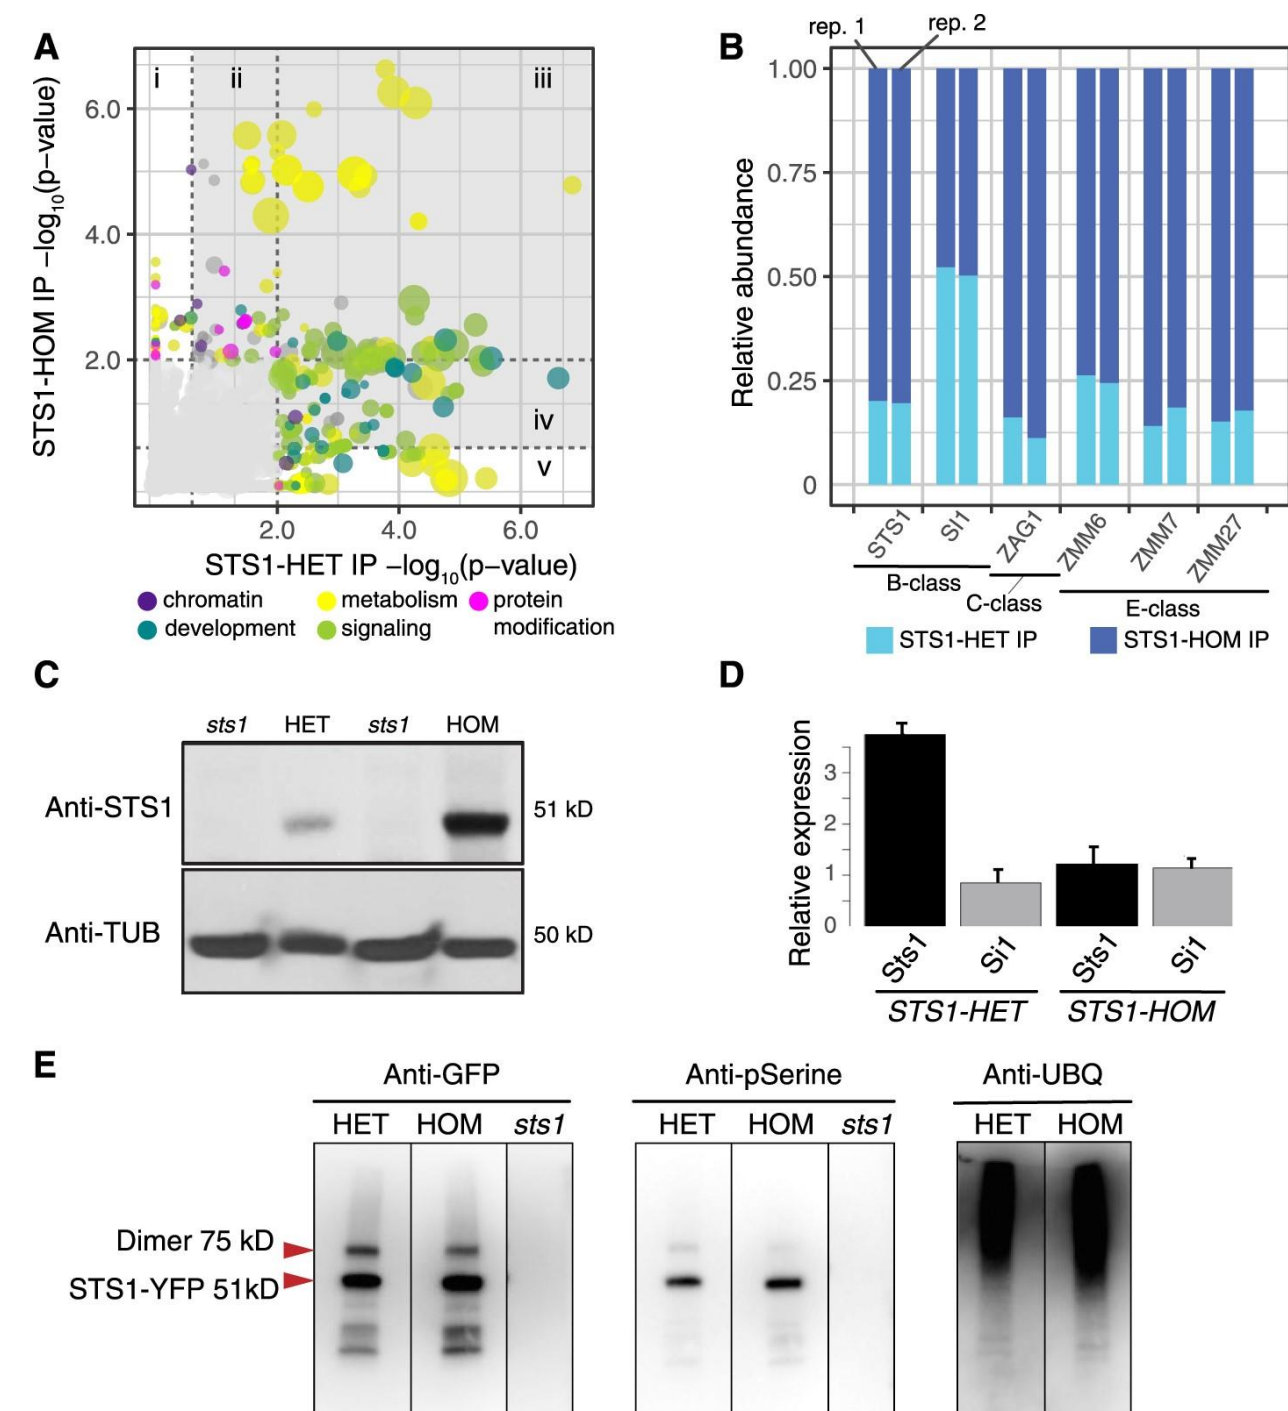 A
i ii iii
iv
v
STS1-HOM IP –log10(p–value)
6.0
4.0
2.0
2.0 4.0 6.0
STS1-HET IP –log10(p–value)
chromatin metabolism protein
development signaling modification
B
rep. 1 rep. 2
Relative abundance
1.00
0.75
0.50
0.25
0
STS1 SI1 ZAG1 ZMM6 ZMM7 ZMM27
B-class C-class E-class
STS1-HET IP STS1-HOM IP
C
sts1 HET sts1 HOM
Anti-STS1 51 kD
Anti-TUB 50 kD
D
Relative expression
3
2
1
0
Sts1 Si1 Sts1 Si1
STS1-HET STS1-HOM
E
Anti-GFP Anti-pSerine Anti-UBQ
HET HOM sts1 HET HOM sts1 HET HOM
Dimer 75 kD
STS1-YFP 51kD